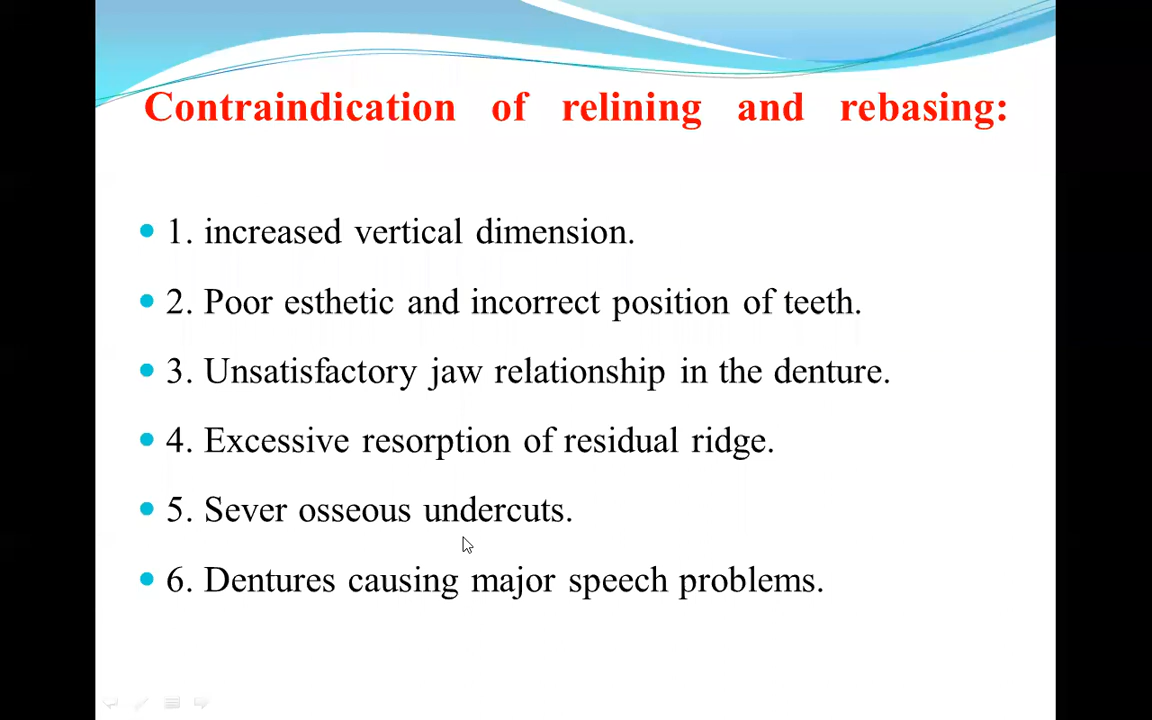 Contraindication of relining and rebasing:
• 1. increased vertical dimension.
• 2. Poor esthetic and incorrect position of teeth.
• 3. Unsatisfactory jaw relationship in the denture.
• 4. Excessive resorption of residual ridge.
• 5. Sever osseous undercuts.
• 6. Dentures causing major speech problems.